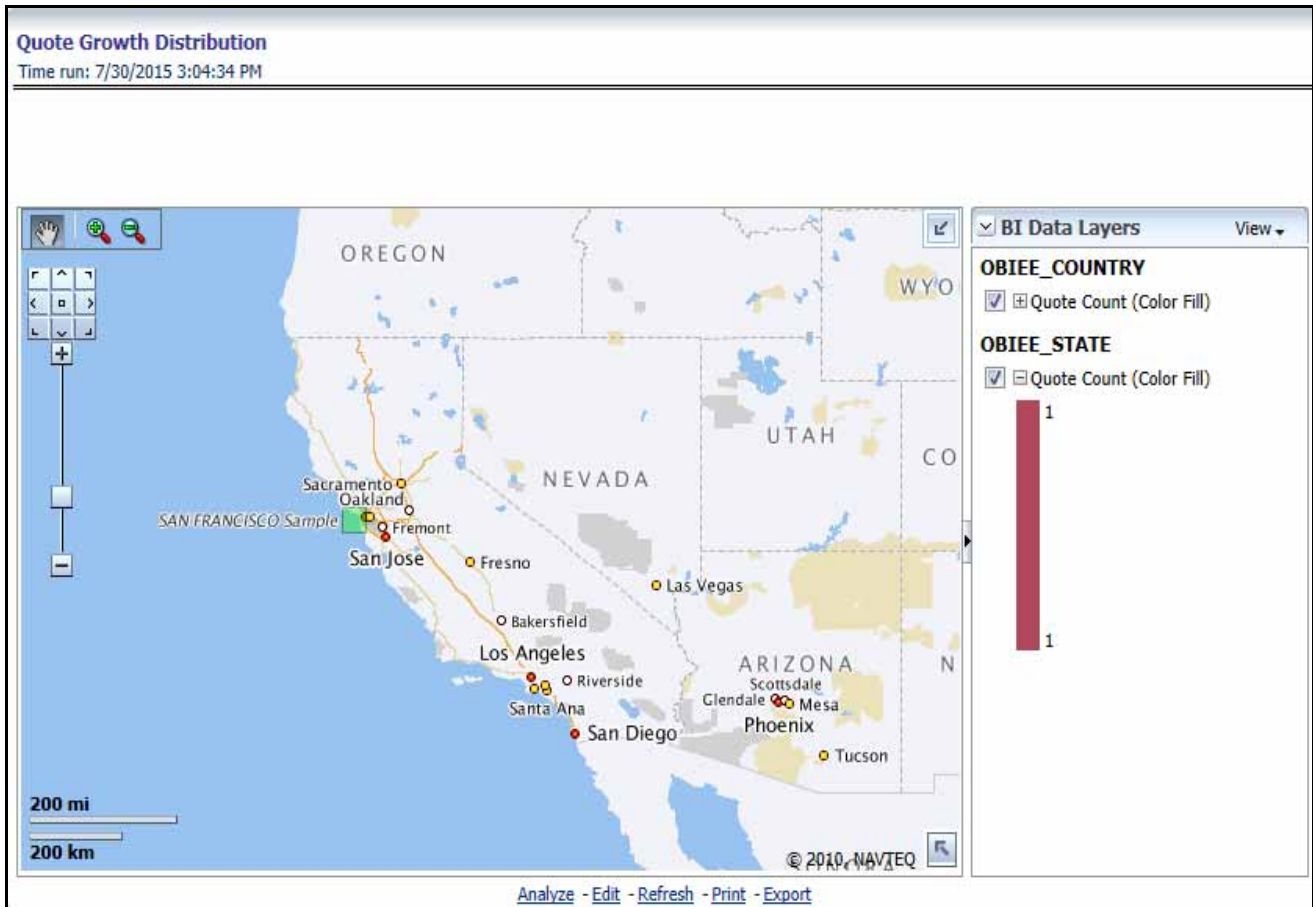 Quote Growth Distribution
Time run: 7/30/2015 3:04:34 PM
OREGON
WYO
UTAH
CO
NEVADA
Sacramento
Oakland
SAN FRANCISCO Sample
Fremont
San Jose
Fresno
Las Vegas
Bakersfield
Los Angeles
ARIZONA
N
Riverside
Scottsdale
Glendale
Mesa
Santa Ana
Phoenix
San Diego
Tucson
200 mi
200 km
© 2010, NAVTEQ
BI Data Layers
View
OBIEE_COUNTRY
Quote Count (Color Fill)
OBIEE_STATE
Quote Count (Color Fill)
1
1
Analyze - Edit - Refresh - Print - Export